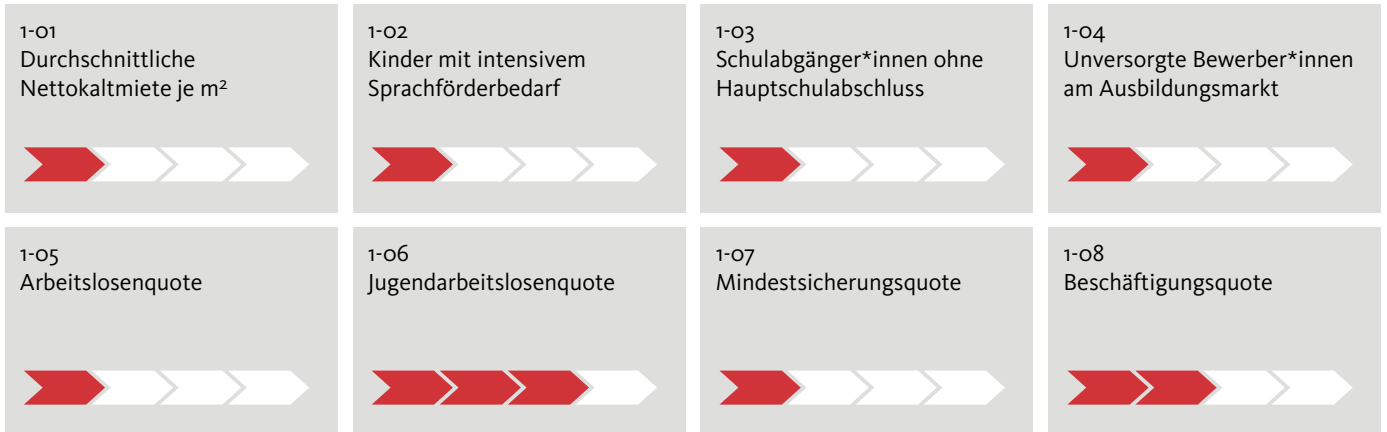 1-01
Durchschnittliche
Nettokaltmiete je m²
1-02
Kinder mit intensivem
Sprachförderbedarf
1-03
Schulabgänger*innen ohne
Hauptschulabschluss
1-04
Unversorgte Bewerber*innen
am Ausbildungsmarkt
1-05
Arbeitslosenquote
1-06
Jugendarbeitslosenquote
1-07
Mindestsicherungsquote
1-08
Beschäftigungsquote